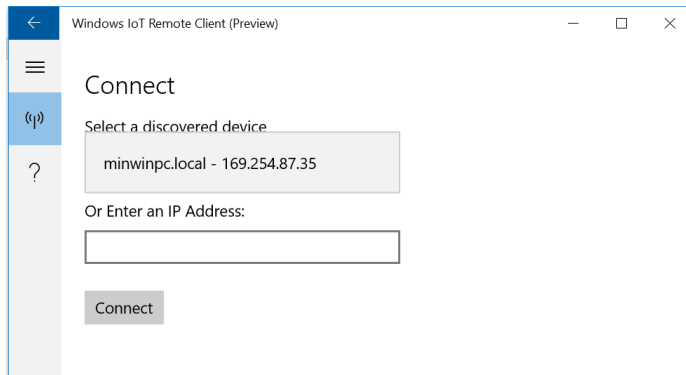 Windows IoT Remote Client (Preview)
Connect
Select a discovered device
minwinpc.local - 169.254.87.35
Or Enter an IP Address:
Connect